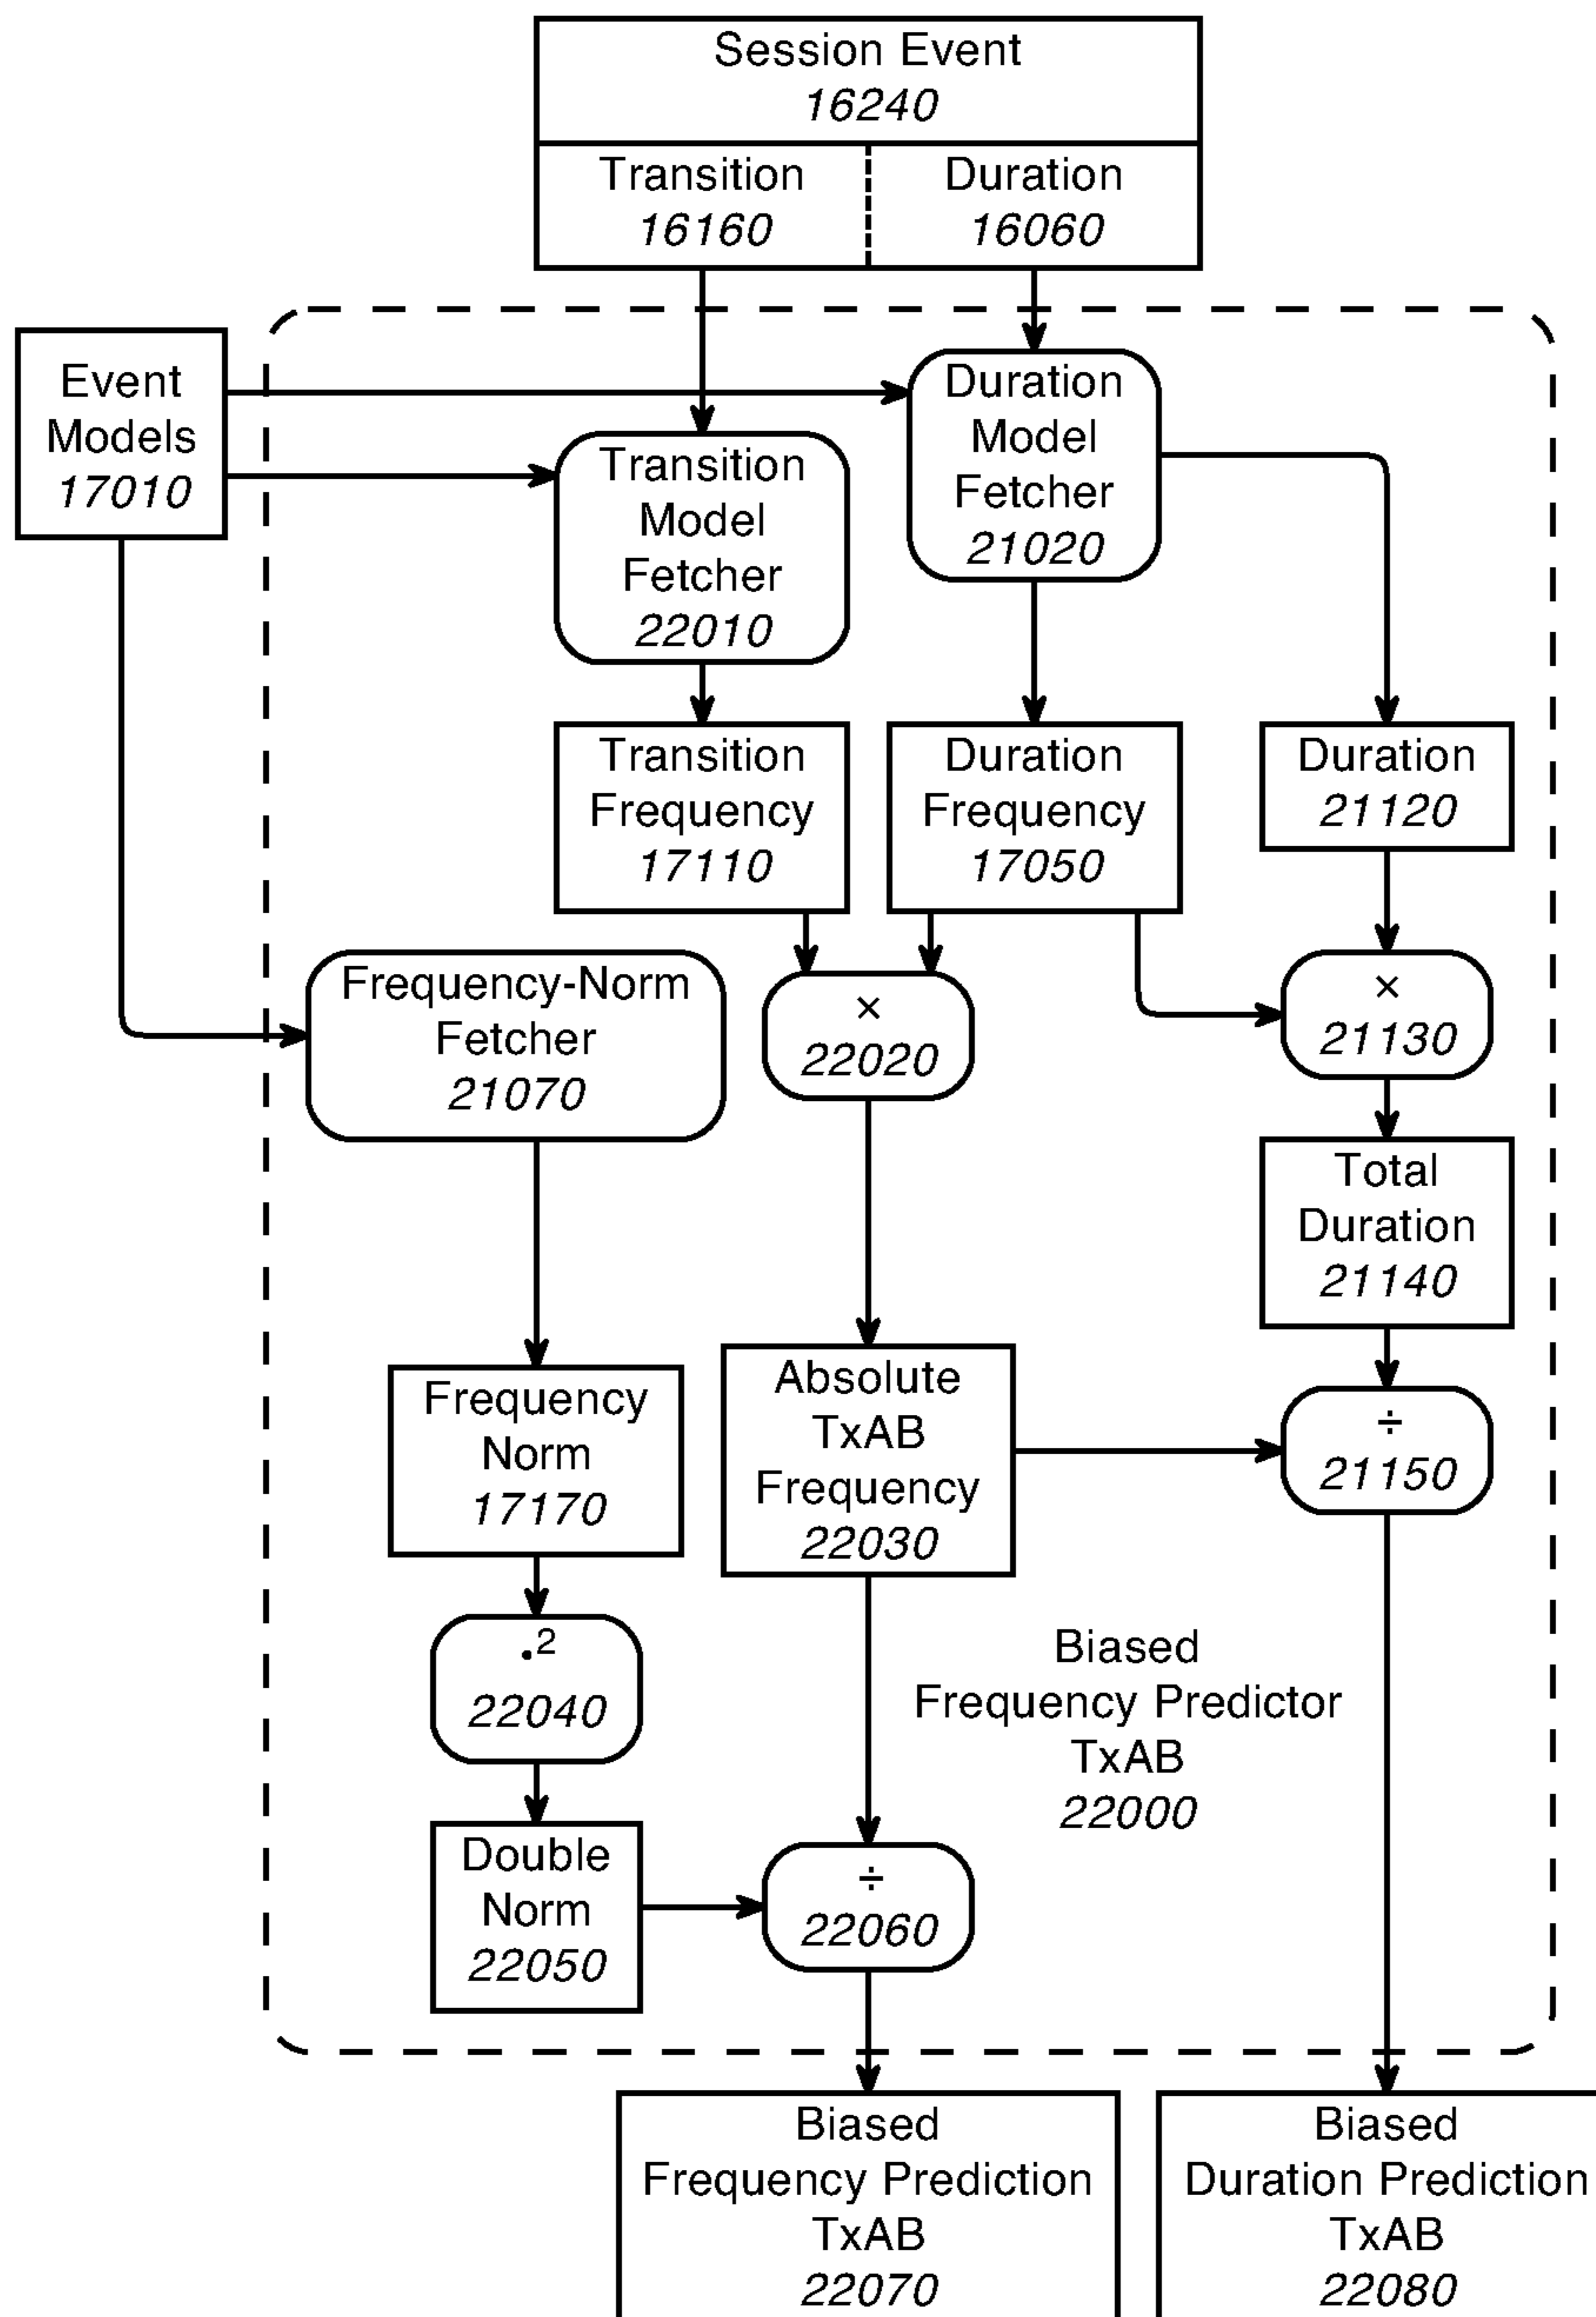 Session Event
16240
Transition
16160
Duration
16060
Event
Models
17010
Duration
Model
Fetcher
21020
Transition
Model
Fetcher
22010
Transition
Frequency
17110
Duration
Frequency
17050
Duration
21120
Frequency-Norm
Fetcher
21070
×
22020
×
21130
Total
Duration
21140
Frequency
Norm
17170
Absolute
TxAB
Frequency
22030
÷
21150
.2
22040
Biased
Frequency Predictor
TxAB
22000
Double
Norm
22050
÷
22060
Biased
Frequency Prediction
TxAB
22070
Biased
Duration Prediction
TxAB
22080